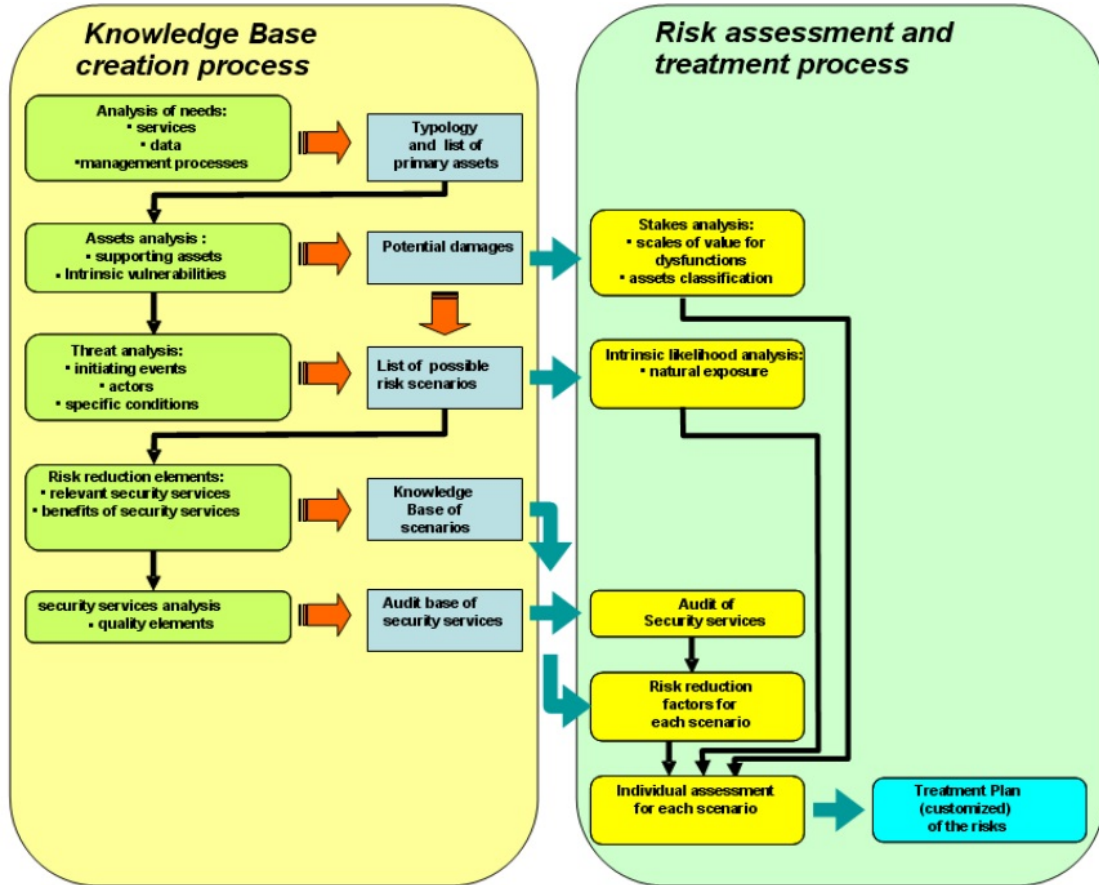 Knowledge Base
creation process
Analysis of needs:
▪ services
▪ data
▪management processes
Typology
and list of
primary assets
Assets analysis :
▪ supporting assets
▪ Intrinsic vulnerabilities
Potential damages
Threat analysis:
▪ initiating events
▪ actors
▪ specific conditions
List of possible
risk scenarios
Risk reduction elements:
▪ relevant security services
▪ benefits of security services
Knowledge
Base of
scenarios
security services analysis
▪ quality elements
Audit base of
security services
Risk assessment and
treatment process
Stakes analysis:
▪ scales of value for
dysfunctions
▪ assets classification
Intrinsic likelihood analysis:
▪ natural exposure
Audit of
Security services
Risk reduction
factors for
each scenario
Individual assessment
for each scenario
Treatment Plan
(customized)
of the risks